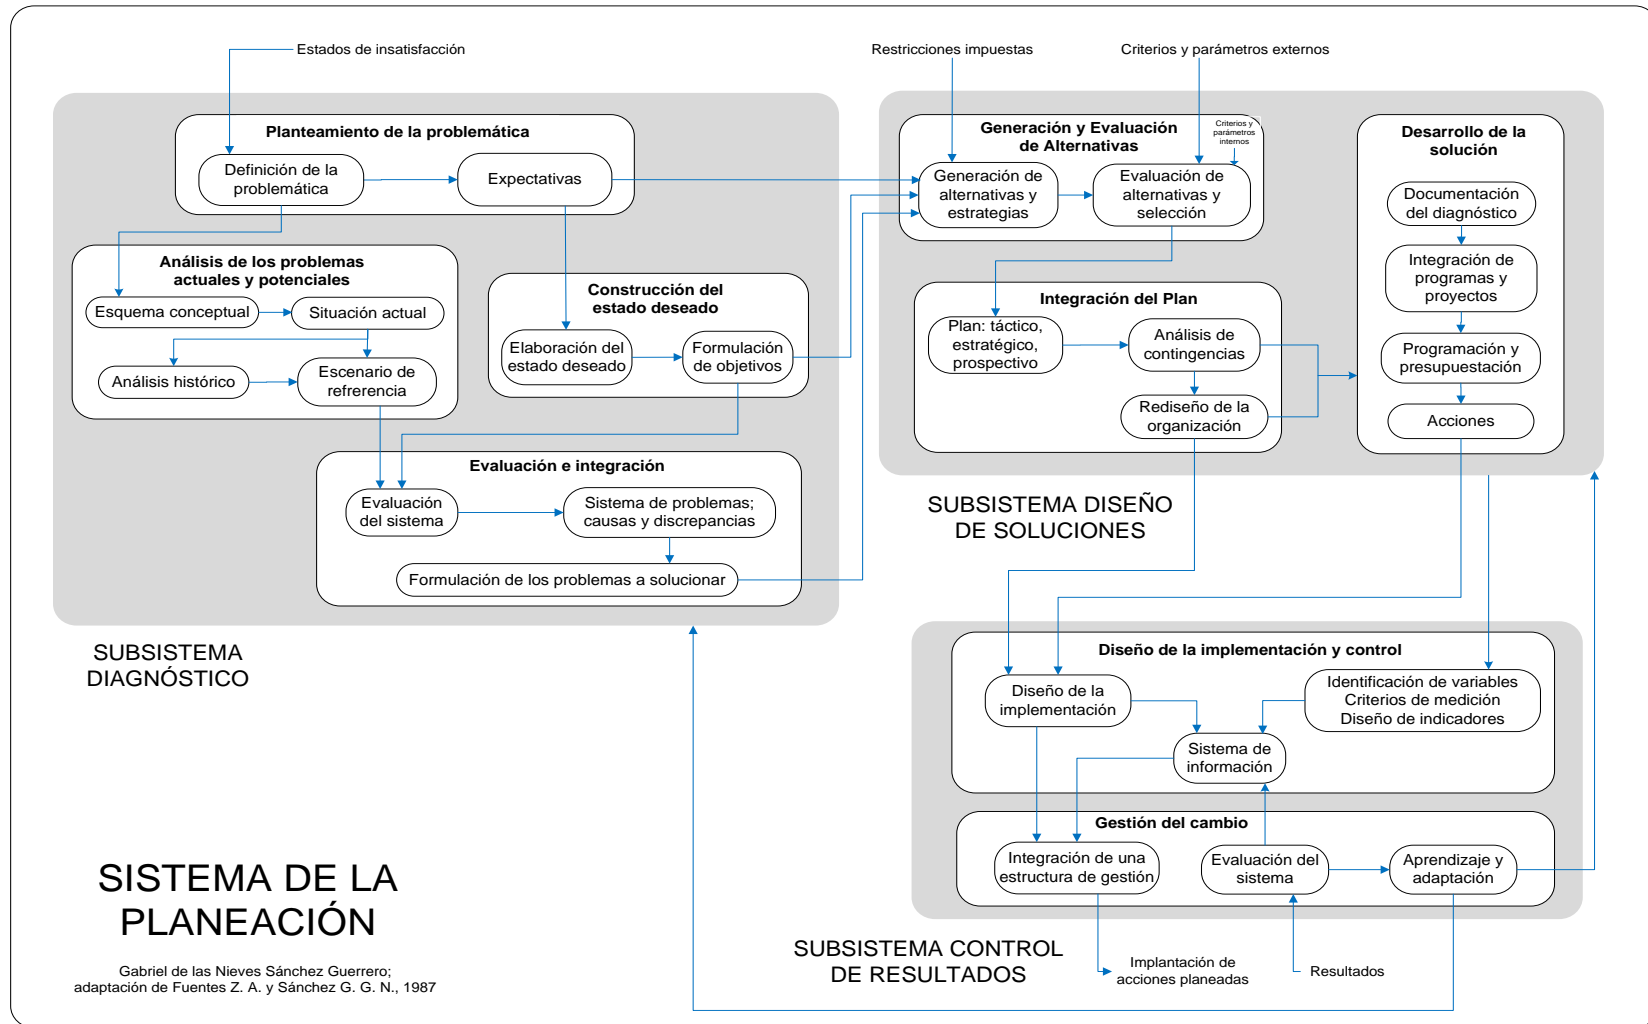 Estados de insatisfacción
Restricciones impuestas
Criterios y parámetros externos
Planteamiento de la problemática
Definición de la
problemática
Expectativas
Análisis de los problemas
actuales y potenciales
Esquema conceptual
Situación actual
Análisis histórico
Escenario de
refrerencia
Construcción del
estado deseado
Elaboración del
estado deseado
Formulación
de objetivos
Evaluación e integración
Evaluación
del sistema
Sistema de problemas;
causas y discrepancias
Formulación de los problemas a solucionar
SUBSISTEMA
DIAGNÓSTICO
Generación y Evaluación
de Alternativas
Criterios y
parámetros
internos
Generación de
alternativas y
estrategias
Evaluación de
alternativas y
selección
Integración del Plan
Plan: táctico,
estratégico,
prospectivo
Análisis de
contingencias
Rediseño de la
organización
Desarrollo de la
solución
Documentación
del diagnóstico
Integración de
programas y
proyectos
Programación y
presupuestación
Acciones
SUBSISTEMA DISEÑO
DE SOLUCIONES
Diseño de la implementación y control
Diseño de la
implementación
Identificación de variables
Criterios de medición
Diseño de indicadores
Sistema de
información
Gestión del cambio
Integración de una
estructura de gestión
Evaluación del
sistema
Aprendizaje y
adaptación
SUBSISTEMA CONTROL
DE RESULTADOS
Implantación de
acciones planeadas
Resultados
SISTEMA DE LA
PLANEACIÓN
Gabriel de las Nieves Sánchez Guerrero;
adaptación de Fuentes Z. A. y Sánchez G. G. N., 1987